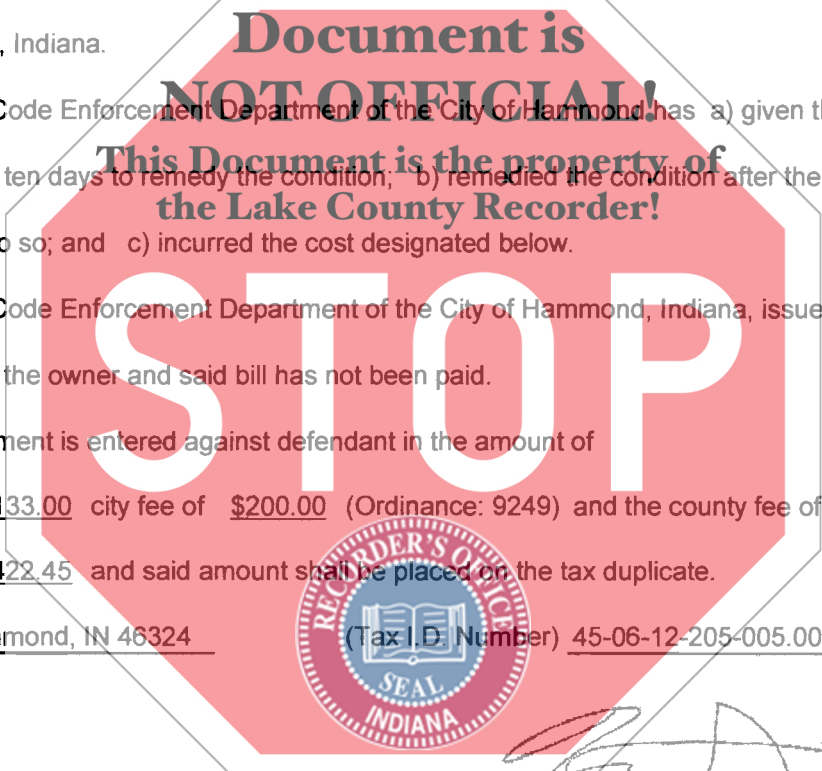 Document is
, Indiana.
NOT OFFICIAL!
Code Enforcement Department of the City of Hammond has a) given th
This Document is the property of
ten days to remedy the condition; b) remedied the condition after the
the Lake County Recorder!
o so; and c) incurred the cost designated below.
Code Enforcement Department of the City of Hammond, Indiana, issue
STOP
the owner and said bill has not been paid.
ment is entered against defendant in the amount of
133.00 city fee of $200.00 (Ordinance: 9249) and the county fee of
422.45 and said amount shall be placed on the tax duplicate.
mmond, IN 46324 (Tax I.D. Number) 45-06-12-205-005.00
RECORDER'S OFFICE
SEAL
INDIANA